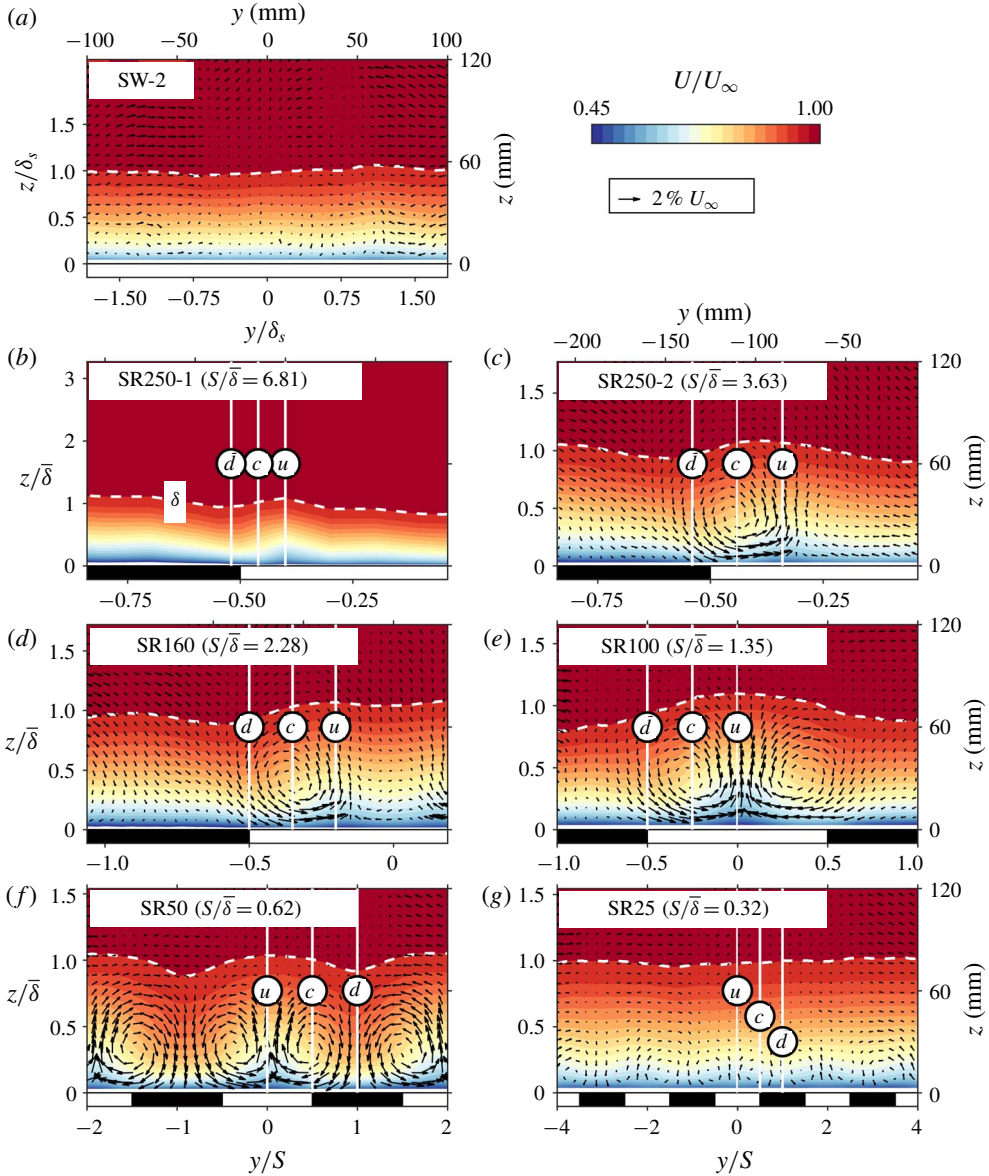 (a)
y (mm)
−100 −50 0 50 100
SW-2
z/δₛ
1.5
1.0
0.5
0
120
60
0
z (mm)
−1.50 −0.75 0 0.75 1.50
y/δₛ
U/U∞
0.45 1.00
2 % U∞
(b)
SR250-1 (S/δ̅ = 6.81)
z/δ̅
3
2
1
0
δ
d̄ c u
−0.75 −0.50 −0.25
(c)
y (mm)
−200 −150 −100 −50
SR250-2 (S/δ̅ = 3.63)
1.5
1.0
0.5
0
d̄ c u
120
60
0
z (mm)
−0.75 −0.50 −0.25
(d)
SR160 (S/δ̅ = 2.28)
z/δ̅
1.5
1.0
0.5
0
d c u
−1.0 −0.5 0
(e)
SR100 (S/δ̅ = 1.35)
1.5
1.0
0.5
0
d̄ c u
120
60
0
z (mm)
−1.0 −0.5 0 0.5 1.0
(f)
SR50 (S/δ̅ = 0.62)
z/δ̅
1.5
1.0
0.5
0
u c d
−2 −1 0 1 2
y/S
(g)
SR25 (S/δ̅ = 0.32)
1.5
1.0
0.5
0
u
c
d
120
60
0
z (mm)
−4 −2 0 2 4
y/S